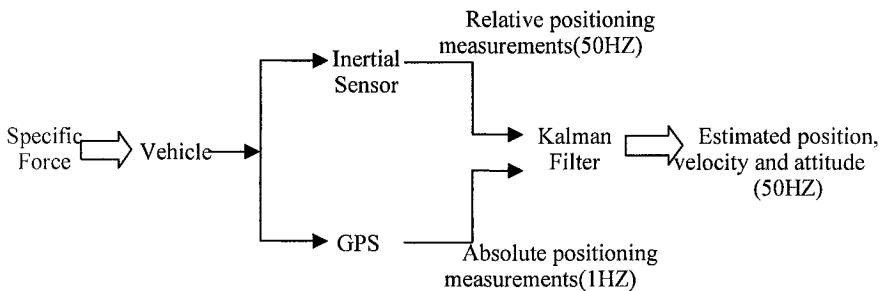 Relative positioning
measurements(50HZ)
Inertial
Sensor
Specific
Force
Vehicle
Kalman
Filter
Estimated position,
velocity and attitude
(50HZ)
GPS
Absolute positioning
measurements(1HZ)